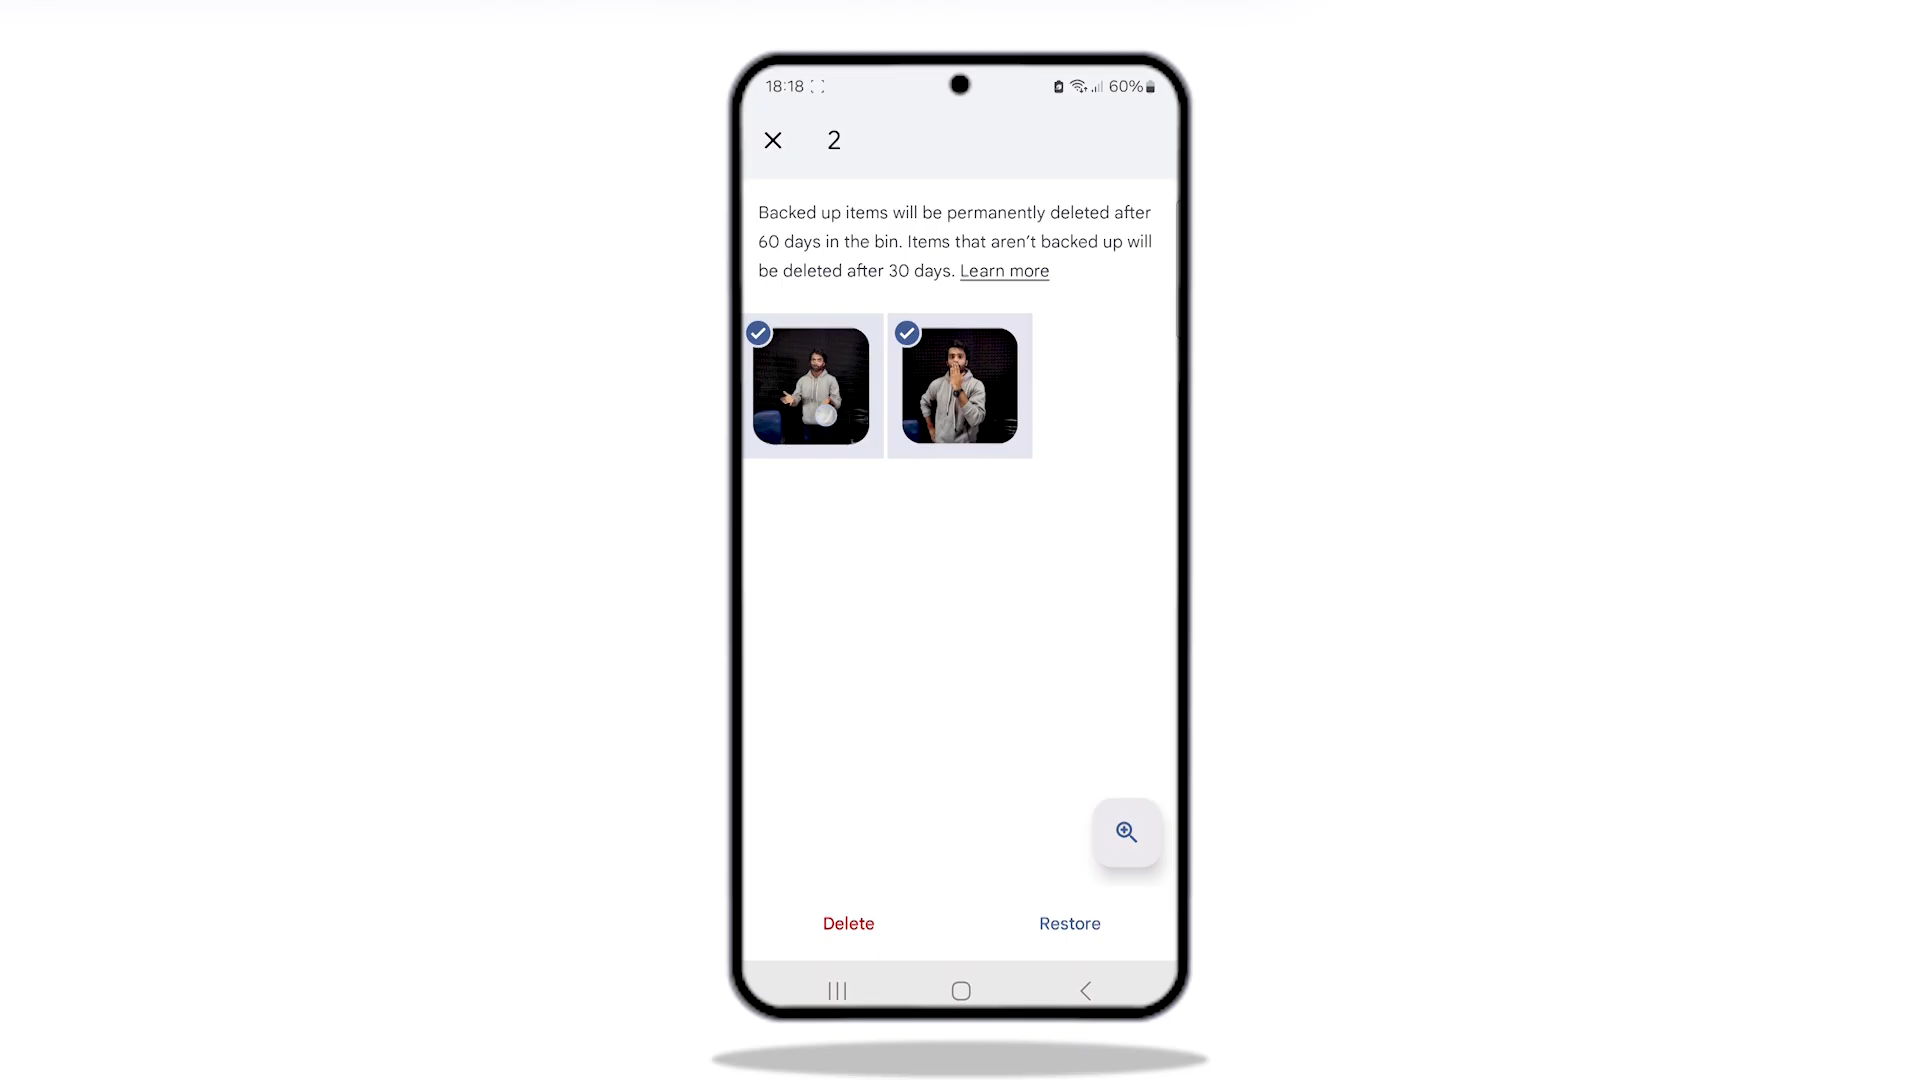 18:18 60%
2
Backed up items will be permanently deleted after
60 days in the bin. Items that aren’t backed up will
be deleted after 30 days. Learn more
Delete Restore